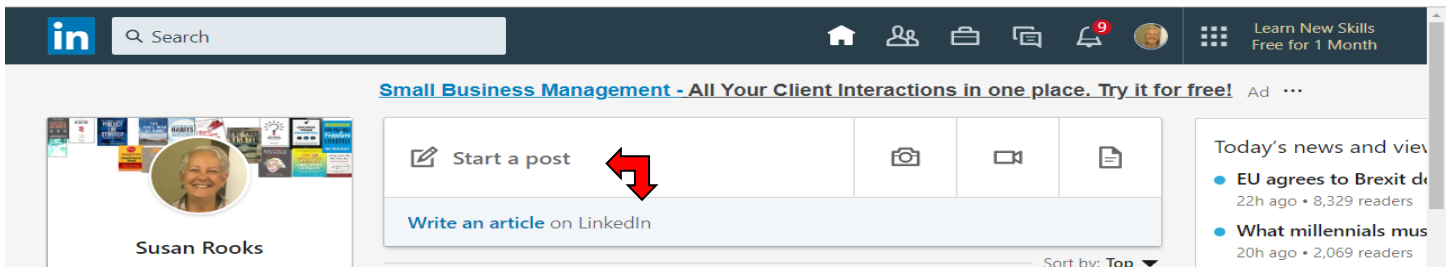 in
Search
9
Learn New Skills
Free for 1 Month
Small Business Management - All Your Client Interactions in one place. Try it for free! Ad ...
Start a post
Write an article on LinkedIn
Susan Rooks
Sort by: Top
Today's news and view
EU agrees to Brexit de
22h ago • 8,329 readers
What millennials mus
20h ago • 2,069 readers